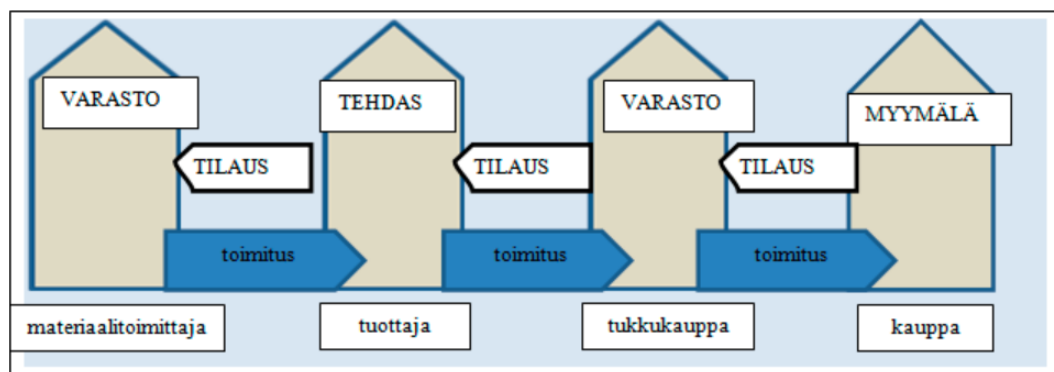 VARASTO
TEHDAS
VARASTO
MYYMÄLÄ
TILAUS
TILAUS
TILAUS
toimitus
toimitus
toimitus
materiaalitoimittaja
tuottaja
tukkukauppa
kauppa